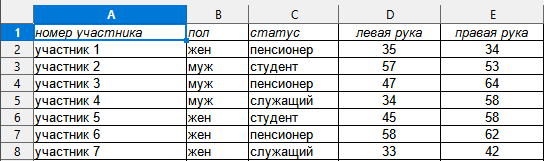 A B C D E
1 номер участника пол статус левая рука правая рука
2 участник 1 жен пенсионер 35 34
3 участник 2 муж студент 57 53
4 участник 3 муж пенсионер 47 64
5 участник 4 муж служащий 34 58
6 участник 5 жен студент 45 58
7 участник 6 жен пенсионер 58 62
8 участник 7 жен служащий 33 42